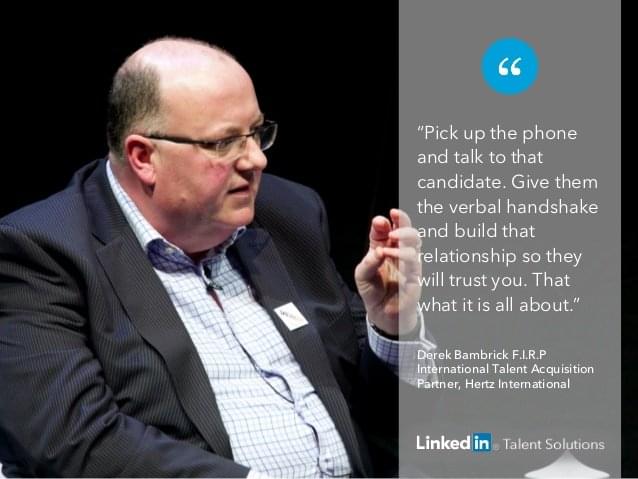 “
“Pick up the phone
and talk to that
candidate. Give them
the verbal handshake
and build that
relationship so they
will trust you. That
what it is all about.”
Derek Bambrick F.I.R.P
International Talent Acquisition
Partner, Hertz International
Linked in ® Talent Solutions